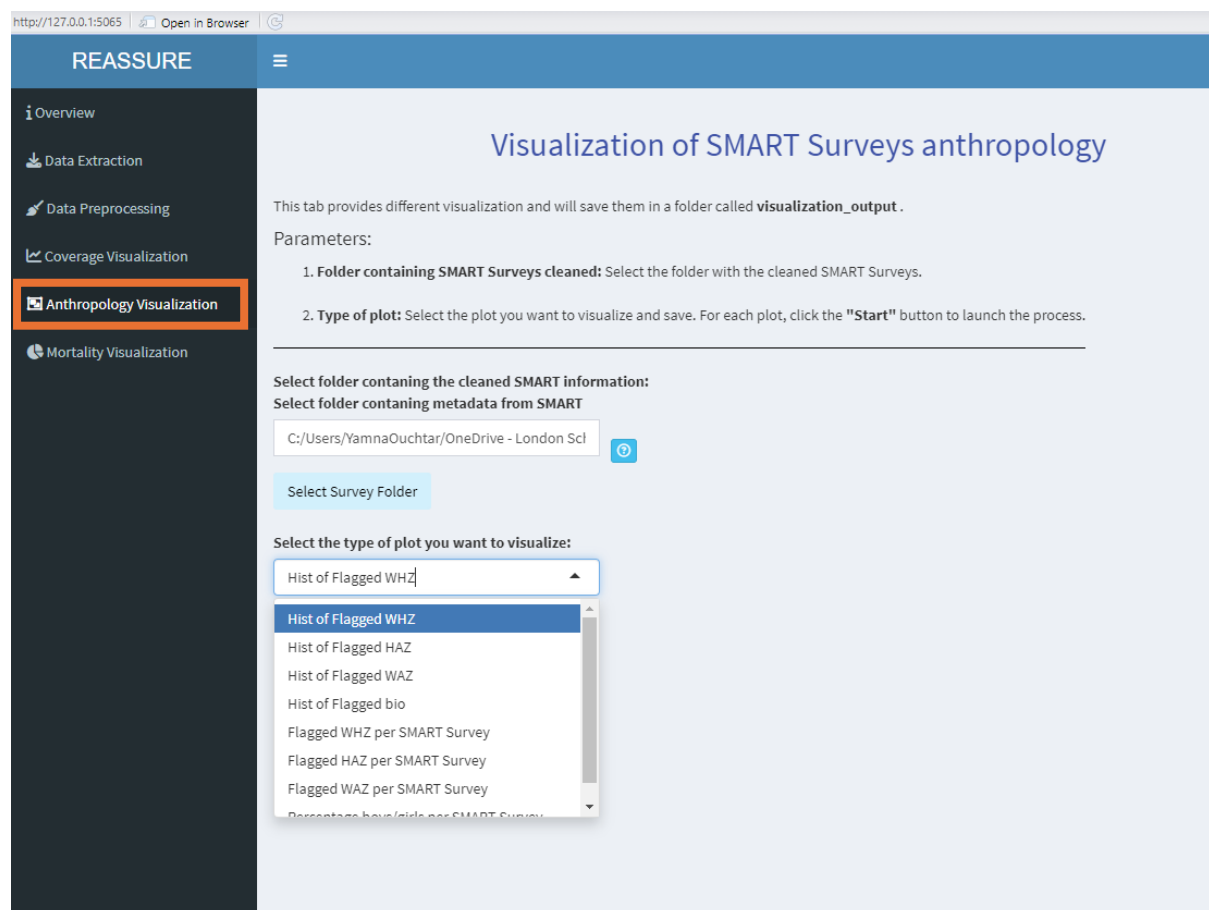 http://127.0.0.1:5065 Open in Browser
REASSURE
Overview
Data Extraction
Data Preprocessing
Coverage Visualization
Anthropology Visualization
Mortality Visualization
Visualization of SMART Surveys anthropology
This tab provides different visualization and will save them in a folder called visualization_output .
Parameters:
1. Folder containing SMART Surveys cleaned: Select the folder with the cleaned SMART Surveys.
2. Type of plot: Select the plot you want to visualize and save. For each plot, click the "Start" button to launch the process.
Select folder contaning the cleaned SMART information:
Select folder contaning metadata from SMART
C:/Users/YamnaOuchtar/OneDrive - London Scl
Select Survey Folder
Select the type of plot you want to visualize:
Hist of Flagged WHZ
Hist of Flagged WHZ
Hist of Flagged HAZ
Hist of Flagged WAZ
Hist of Flagged bio
Flagged WHZ per SMART Survey
Flagged HAZ per SMART Survey
Flagged WAZ per SMART Survey
Percentage boys/girls per SMART Survey